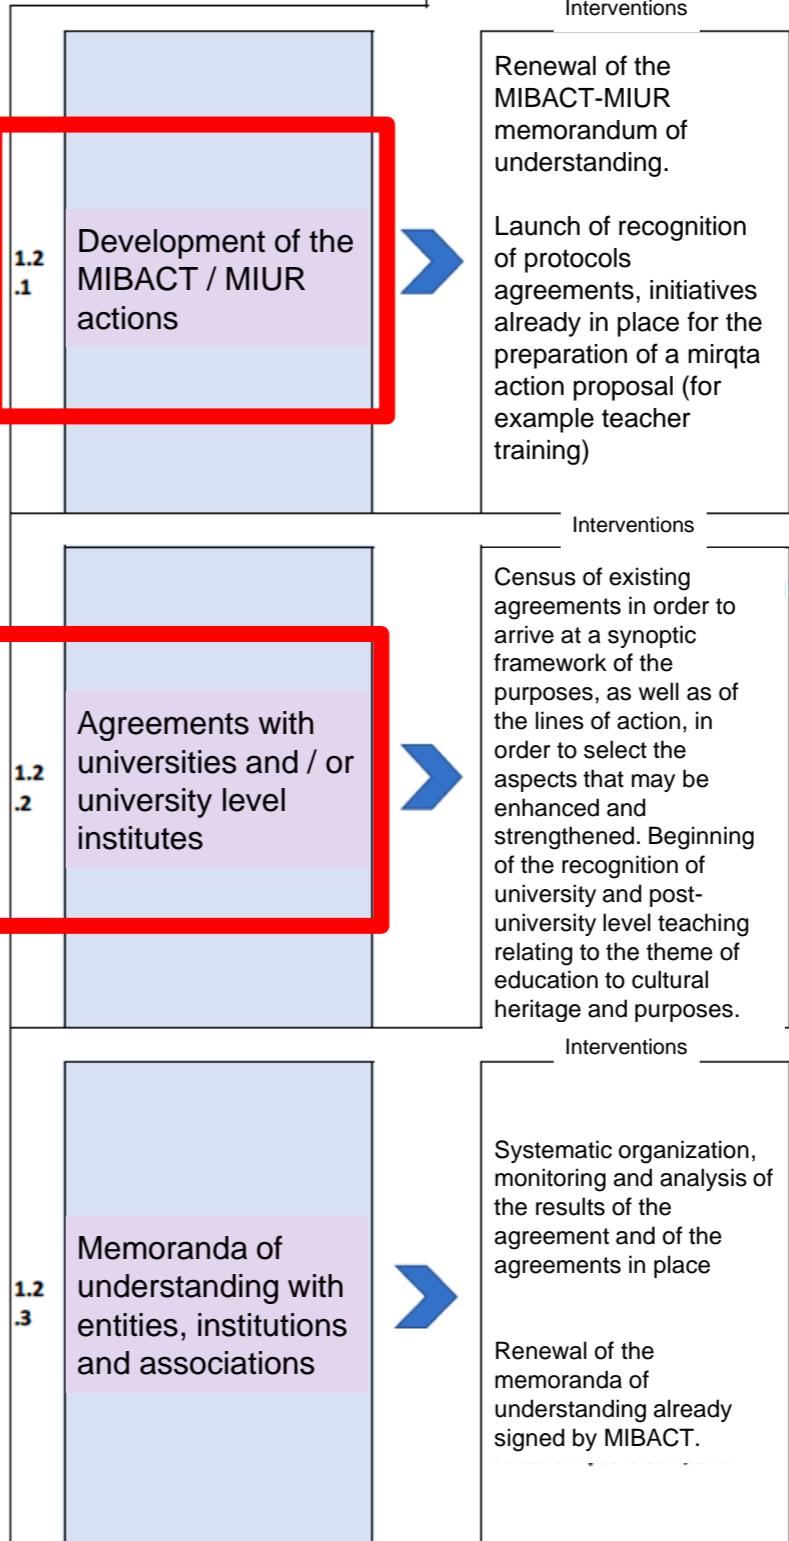 Interventions
1.2
.1
Development of the
MIBACT / MIUR
actions
Renewal of the
MIBACT-MIUR
memorandum of
understanding.
Launch of recognition
of protocols
agreements, initiatives
already in place for the
preparation of a mirqta
action proposal (for
example teacher
training)
Interventions
1.2
.2
Agreements with
universities and / or
university level
institutes
Census of existing
agreements in order to
arrive at a synoptic
framework of the
purposes, as well as of
the lines of action, in
order to select the
aspects that may be
enhanced and
strengthened. Beginning
of the recognition of
university and post-
university level teaching
relating to the theme of
education to cultural
heritage and purposes.
Interventions
1.2
.3
Memoranda of
understanding with
entities, institutions
and associations
Systematic organization,
monitoring and analysis of
the results of the
agreement and of the
agreements in place
Renewal of the
memoranda of
understanding already
signed by MIBACT.